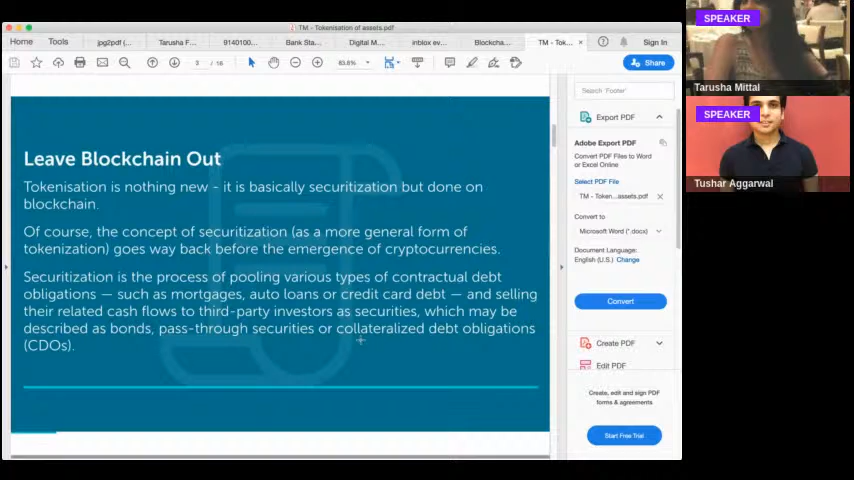 TM - Tokenisation of assets.pdf
Home Tools jpg2pdf (... Tarusha F... 9140100... Bank Sta... Digital M... inbox ev... Blockcha... TM - Tok... × Sign In
/ 16 83.8% Share
Leave Blockchain Out
Tokenisation is nothing new - it is basically securitization but done on
blockchain.
Of course, the concept of securitization (as a more general form of
tokenization) goes way back before the emergence of cryptocurrencies.
Securitization is the process of pooling various types of contractual debt
obligations — such as mortgages, auto loans or credit card debt — and selling
their related cash flows to third-party investors as securities, which may be
described as bonds, pass-through securities or collateralized debt obligations
(CDOs).
Search 'Footer'
Export PDF
Adobe Export PDF
Convert PDF Files to Word
or Excel Online
Select PDF File
TM - Token...assets.pdf ×
Convert to
Microsoft Word (*.docx)
Document Language:
English (U.S.) Change
Convert
Create PDF
Edit PDF
Create, edit and sign PDF
forms & agreements
Start Free Trial
SPEAKER
Tarusha Mittal
SPEAKER
Tushar Aggarwal